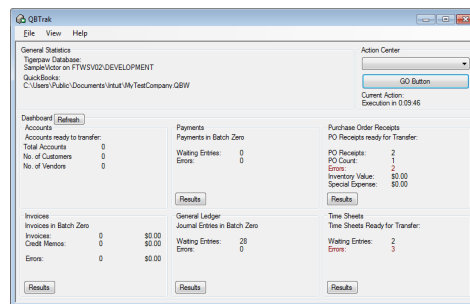 QBTrak
File View Help
General Statistics
Tigerpaw Database:
SampleVictor on FTWSV02\DEVELOPMENT
QuickBooks:
C:\Users\Public\Documents\Intuit\MyTestCompany.QBW
Action Center
GO Button
Current Action:
Execution in 0:09:46
Dashboard Refresh
Accounts
Accounts ready to transfer:
Total Accounts 0
No. of Customers 0
No. of Vendors 0
Payments
Payments in Batch Zero
Waiting Entries: 0
Errors: 0
Results
Purchase Order Receipts
PO Receipts ready for Transfer:
PO Receipts: 2
PO Count: 1
Errors: 2
Inventory Value: $0.00
Special Expense: $0.00
Results
Invoices
Invoices in Batch Zero
Invoices: 0 $0.00
Credit Memos: 0 $0.00
Errors: 0 $0.00
Results
General Ledger
Journal Entries in Batch Zero
Waiting Entries: 28
Errors: 0
Results
Time Sheets
Time Sheets Ready for Transfer:
Waiting Entries: 2
Errors: 3
Results